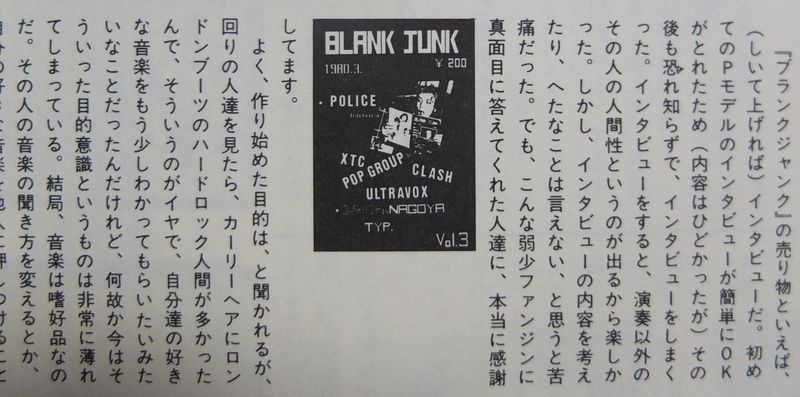 『ブランクジャンク』の売り物といえば、
(しいて上げれば)インタビューだ。初め
てのPモデルのインタビューが簡単にOK
がとれたため(内容はひどかったが)その
後も恐れ知らずで、インタビューをしまく
った。インタビューをすると、演奏以外の
その人の人間性というのが出るから楽しか
った。しかし、インタビューの内容を考え
たり、へたなことは言えない、と思うと苦
痛だった。でも、こんな弱少ファンジンに
真面目に答えてくれた人達に、本当に感謝
してます。
BLANK JUNK
1980.3.
¥200
・POLICE
XTC
POP GROUP
CLASH
ULTRAVOX
NAGOYA
TYP.
Vol.3
よく、作り始めた目的は、と聞かれるが、
回りの人達を見たら、カーリーヘアにロン
ドンブーツのハードロック人間が多かった
んで、そういうのがイヤで、自分達の好き
な音楽をもう少しわかってもらいたいみた
いなことだったんだけれど、何故か今はそ
ういった目的意識というものは非常に薄れ
てしまっている。結局、音楽は嗜好品なの
だ。その人の音楽の聞き方を変えるとか、